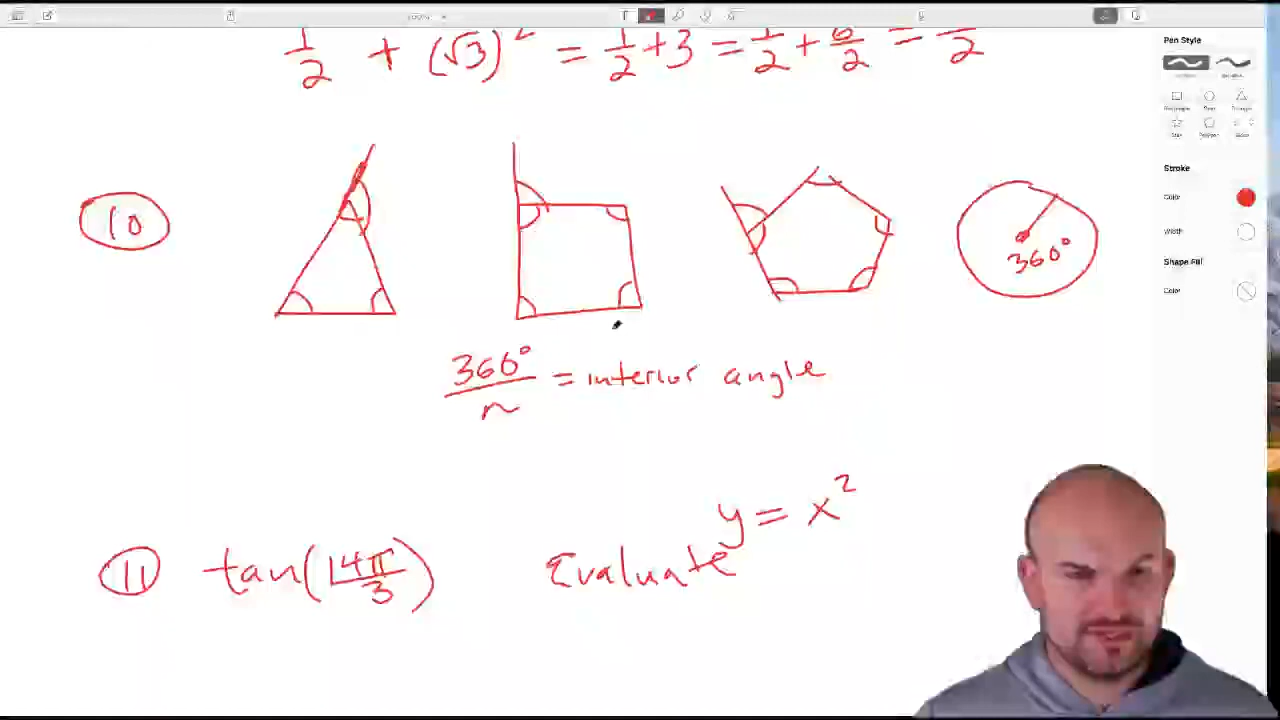 1/2 + (√3)² = 1/2 + 3 = 1/2 + 6/2 = /2
10
360°
360°/n = interior angle
y = x²
11 tan(14π/3) Evaluate
Pen Style
Stroke
Color
Width
Shape Fill
Color